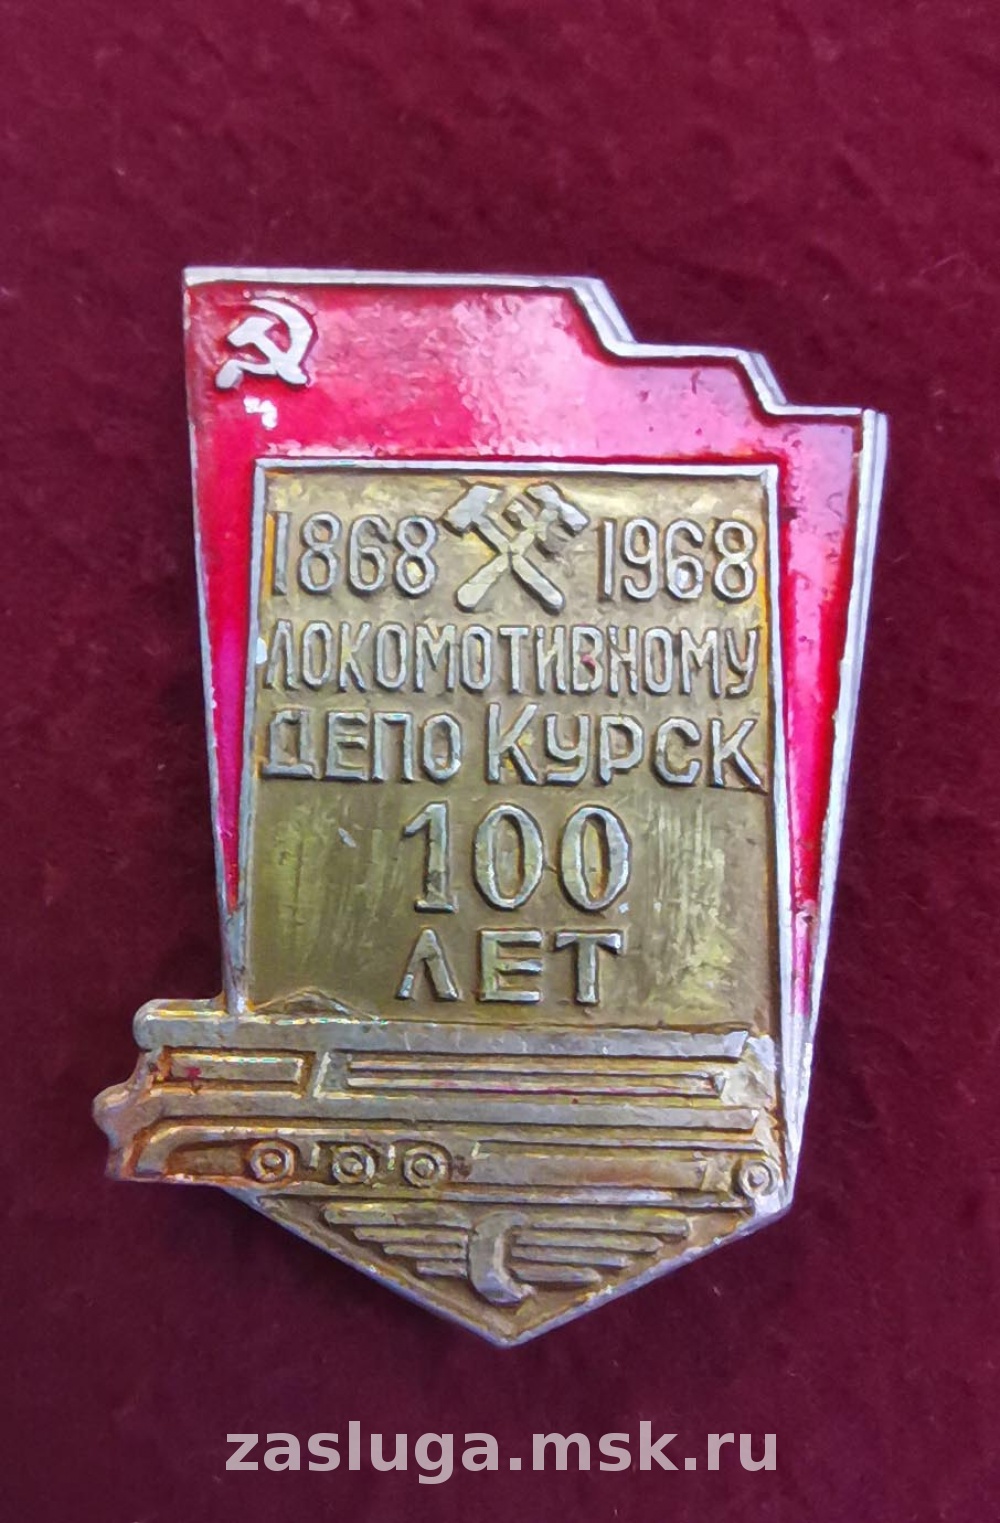 1868 1968
ЛОКОМОТИВНОМУ
ДЕПО КУРСК
100
ЛЕТ
zasluga.msk.ru